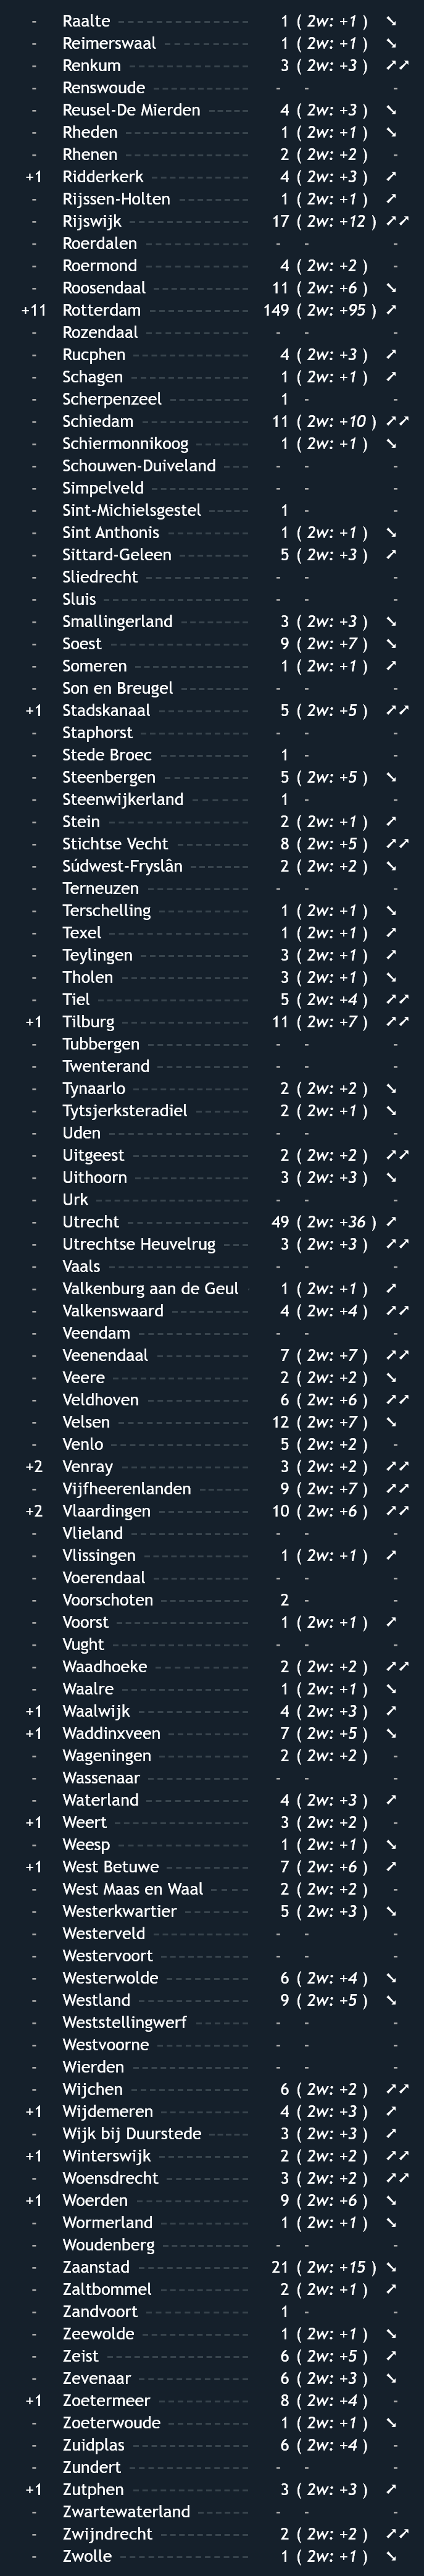 - Raalte 1 ( 2w: +1 ) ➘
- Reimerswaal 1 ( 2w: +1 ) ➘
- Renkum 3 ( 2w: +3 ) ➚➚
- Renswoude - - -
- Reusel-De Mierden 4 ( 2w: +3 ) ➘
- Rheden 1 ( 2w: +1 ) ➘
- Rhenen 2 ( 2w: +2 ) -
+1 Ridderkerk 4 ( 2w: +3 ) ➚
- Rijssen-Holten 1 ( 2w: +1 ) ➚
- Rijswijk 17 ( 2w: +12 ) ➚➚
- Roerdalen - - -
- Roermond 4 ( 2w: +2 ) -
- Roosendaal 11 ( 2w: +6 ) ➘
+11 Rotterdam 149 ( 2w: +95 ) ➚
- Rozendaal - - -
- Rucphen 4 ( 2w: +3 ) ➚
- Schagen 1 ( 2w: +1 ) ➚
- Scherpenzeel 1 - -
- Schiedam 11 ( 2w: +10 ) ➚➚
- Schiermonnikoog 1 ( 2w: +1 ) ➘
- Schouwen-Duiveland - - -
- Simpelveld - - -
- Sint-Michielsgestel 1 - -
- Sint Anthonis 1 ( 2w: +1 ) ➘
- Sittard-Geleen 5 ( 2w: +3 ) ➚
- Sliedrecht - - -
- Sluis - - -
- Smallingerland 3 ( 2w: +3 ) ➘
- Soest 9 ( 2w: +7 ) ➘
- Someren 1 ( 2w: +1 ) ➚
- Son en Breugel - - -
+1 Stadskanaal 5 ( 2w: +5 ) ➚➚
- Staphorst - - -
- Stede Broec 1 - -
- Steenbergen 5 ( 2w: +5 ) ➘
- Steenwijkerland 1 - -
- Stein 2 ( 2w: +1 ) ➚
- Stichtse Vecht 8 ( 2w: +5 ) ➚➚
- Súdwest-Fryslân 2 ( 2w: +2 ) ➘
- Terneuzen - - -
- Terschelling 1 ( 2w: +1 ) ➘
- Texel 1 ( 2w: +1 ) ➚
- Teylingen 3 ( 2w: +1 ) ➚
- Tholen 3 ( 2w: +1 ) ➘
- Tiel 5 ( 2w: +4 ) ➚➚
+1 Tilburg 11 ( 2w: +7 ) ➚➚
- Tubbergen - - -
- Twenterand - - -
- Tynaarlo 2 ( 2w: +2 ) ➘
- Tytsjerksteradiel 2 ( 2w: +1 ) ➘
- Uden - - -
- Uitgeest 2 ( 2w: +2 ) ➚➚
- Uithoorn 3 ( 2w: +3 ) ➘
- Urk - - -
- Utrecht 49 ( 2w: +36 ) ➚
- Utrechtse Heuvelrug 3 ( 2w: +3 ) ➚➚
- Vaals - - -
- Valkenburg aan de Geul 1 ( 2w: +1 ) ➚
- Valkenswaard 4 ( 2w: +4 ) ➚➚
- Veendam - - -
- Veenendaal 7 ( 2w: +7 ) ➚➚
- Veere 2 ( 2w: +2 ) ➘
- Veldhoven 6 ( 2w: +6 ) ➚➚
- Velsen 12 ( 2w: +7 ) ➘
- Venlo 5 ( 2w: +2 ) -
+2 Venray 3 ( 2w: +2 ) ➚➚
- Vijfheerenlanden 9 ( 2w: +7 ) ➚➚
+2 Vlaardingen 10 ( 2w: +6 ) ➚➚
- Vlieland - - -
- Vlissingen 1 ( 2w: +1 ) ➚
- Voerendaal - - -
- Voorschoten 2 - -
- Voorst 1 ( 2w: +1 ) ➚
- Vught - - -
- Waadhoeke 2 ( 2w: +2 ) ➚➚
- Waalre 1 ( 2w: +1 ) ➘
+1 Waalwijk 4 ( 2w: +3 ) ➚
+1 Waddinxveen 7 ( 2w: +5 ) ➘
- Wageningen 2 ( 2w: +2 ) -
- Wassenaar - - -
- Waterland 4 ( 2w: +3 ) ➚
+1 Weert 3 ( 2w: +2 ) -
- Weesp 1 ( 2w: +1 ) ➘
+1 West Betuwe 7 ( 2w: +6 ) ➚
- West Maas en Waal 2 ( 2w: +2 ) -
- Westerkwartier 5 ( 2w: +3 ) ➘
- Westerveld - - -
- Westervoort - - -
- Westerwolde 6 ( 2w: +4 ) ➘
- Westland 9 ( 2w: +5 ) ➘
- Weststellingwerf - - -
- Westvoorne - - -
- Wierden - - -
- Wijchen 6 ( 2w: +2 ) ➚➚
+1 Wijdemeren 4 ( 2w: +3 ) ➚
- Wijk bij Duurstede 3 ( 2w: +3 ) ➚
+1 Winterswijk 2 ( 2w: +2 ) ➚➚
- Woensdrecht 3 ( 2w: +2 ) ➚➚
+1 Woerden 9 ( 2w: +6 ) ➘
- Wormerland 1 ( 2w: +1 ) ➘
- Woudenberg - - -
- Zaanstad 21 ( 2w: +15 ) ➘
- Zaltbommel 2 ( 2w: +1 ) ➚
- Zandvoort 1 - -
- Zeewolde 1 ( 2w: +1 ) ➘
- Zeist 6 ( 2w: +5 ) ➚
- Zevenaar 6 ( 2w: +3 ) ➘
+1 Zoetermeer 8 ( 2w: +4 ) -
- Zoeterwoude 1 ( 2w: +1 ) ➘
- Zuidplas 6 ( 2w: +4 ) -
- Zundert - - -
+1 Zutphen 3 ( 2w: +3 ) ➚
- Zwartewaterland - - -
- Zwijndrecht 2 ( 2w: +2 ) ➚➚
- Zwolle 1 ( 2w: +1 ) ➘